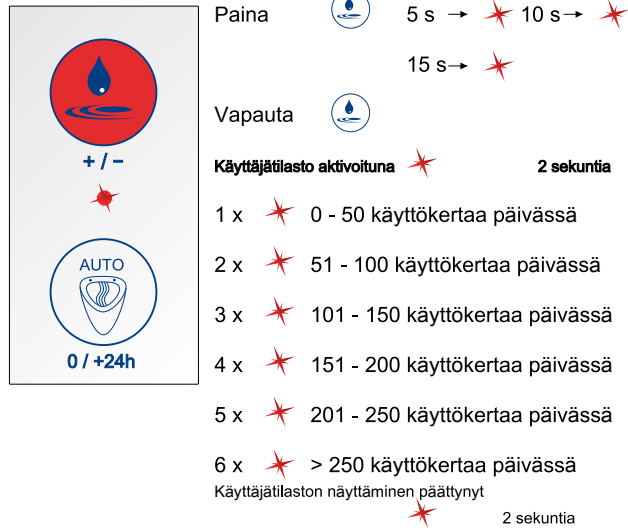 Paina 5 s → 10 s →
15 s →
Vapauta
+ / −
Käyttäjätilasto aktivoituna 2 sekuntia
1 x 0 - 50 käyttökertaa päivässä
2 x 51 - 100 käyttökertaa päivässä
AUTO
3 x 101 - 150 käyttökertaa päivässä
0 / +24h
4 x 151 - 200 käyttökertaa päivässä
5 x 201 - 250 käyttökertaa päivässä
6 x > 250 käyttökertaa päivässä
Käyttäjätilaston näyttäminen päättynyt
2 sekuntia